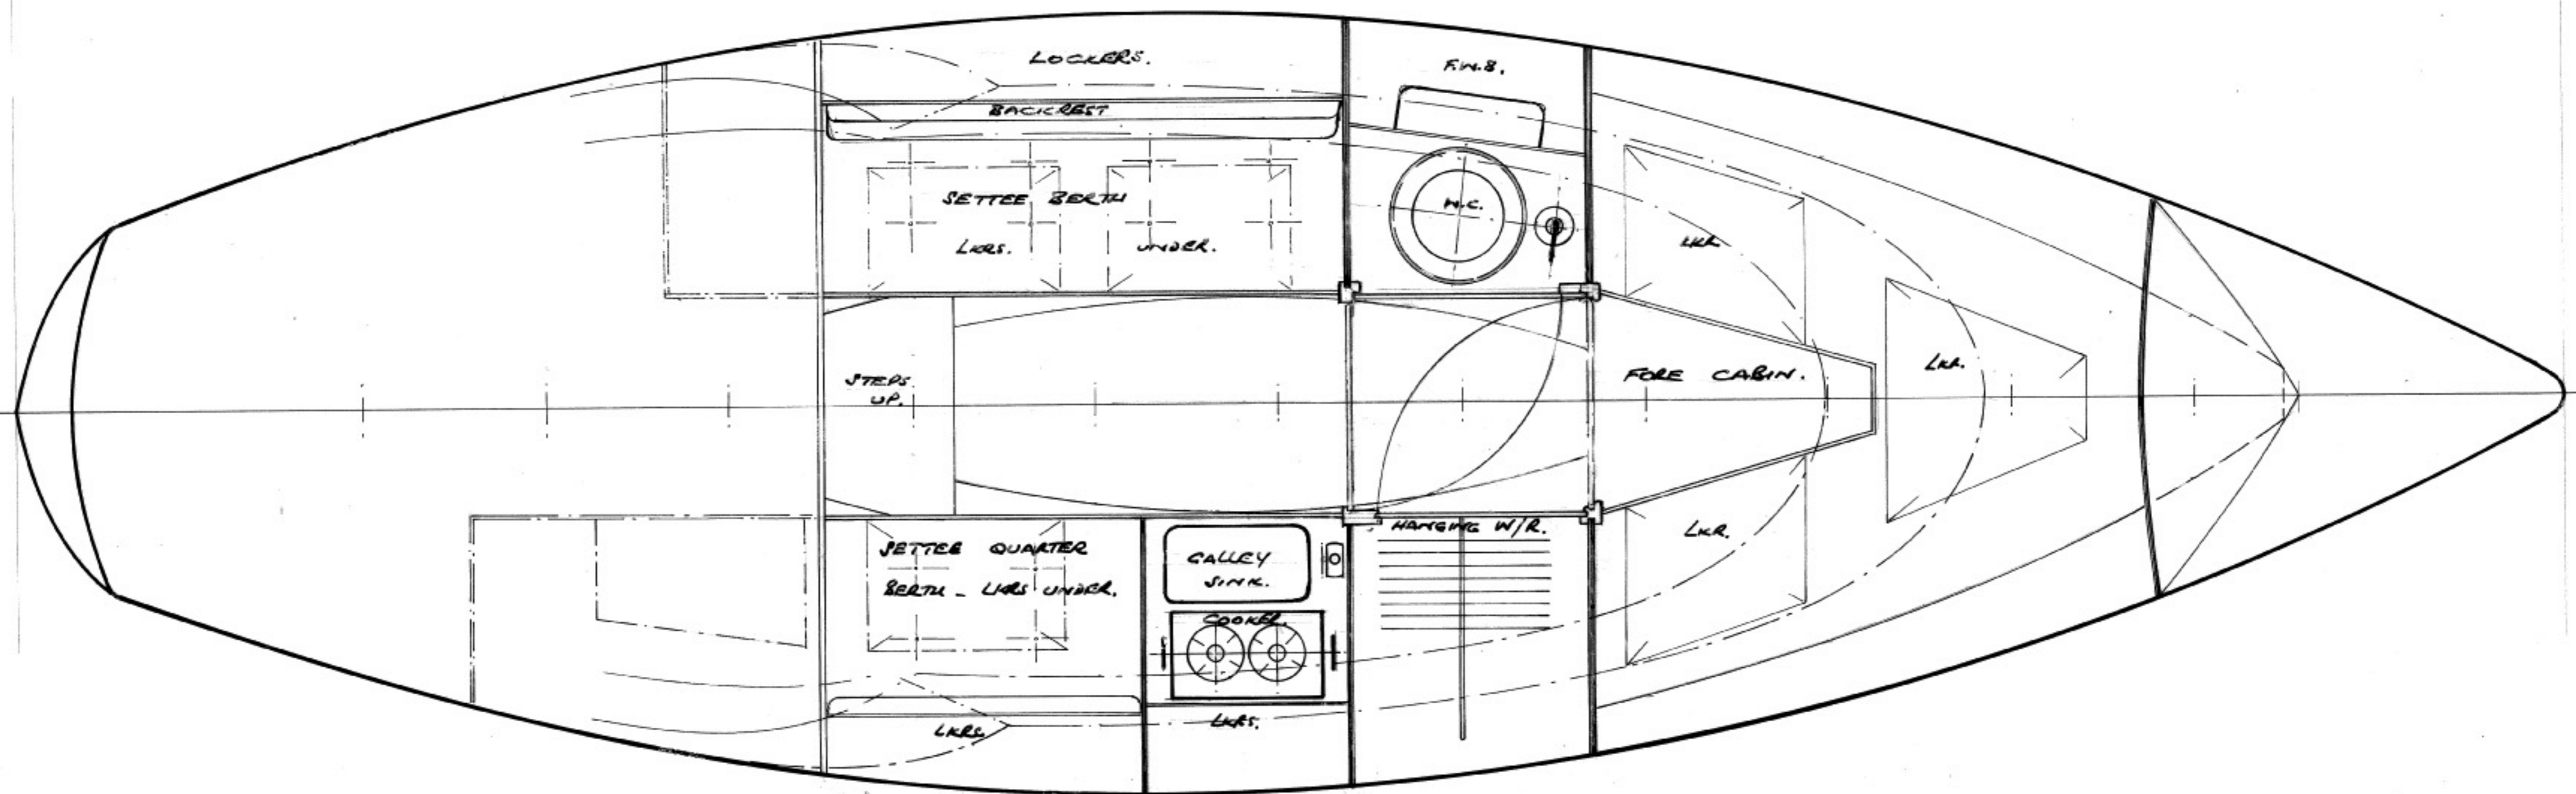 LOCKERS.
BACKREST
SETTEE BERTH
LKRS. UNDER.
F.W.B.
W.C.
LKR.
STEPS.
UP.
FORE CABIN.
LKR.
SETTEE QUARTER
BERTH - LKRS UNDER.
LKRS.
GALLEY
SINK.
COOKER.
LKRS.
HANGING W/R.
LKR.